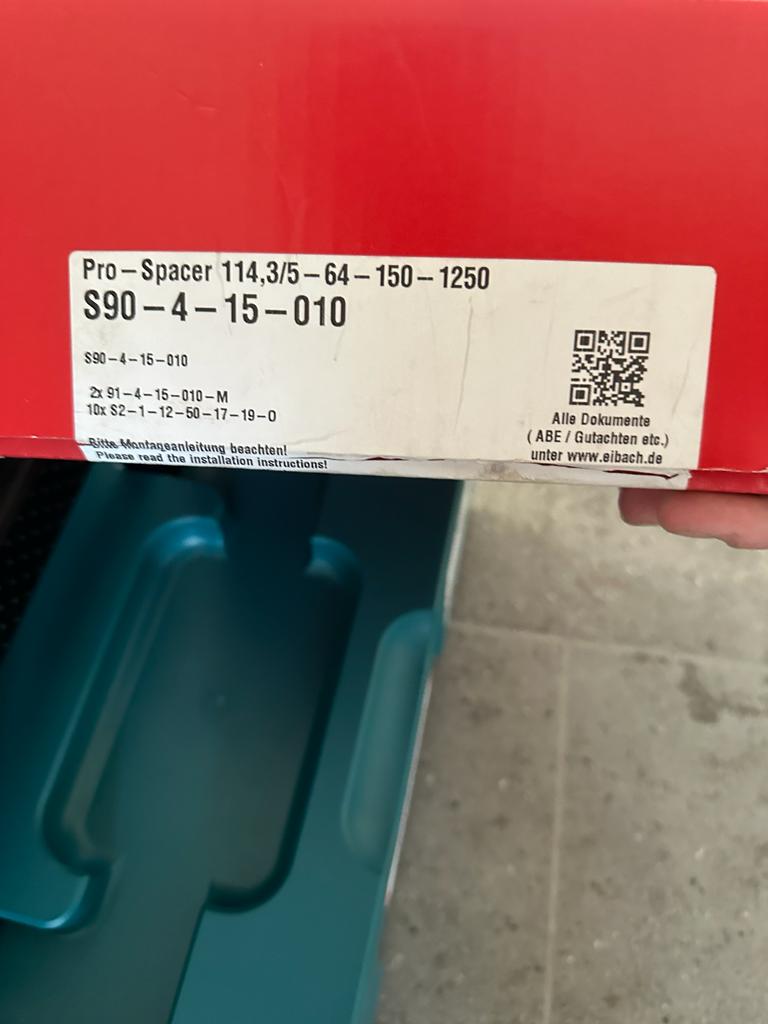 Pro-Spacer 114,3/5-64-150-1250
S90-4-15-010
S90-4-15-010
2x 91-4-15-010-M
10x S2-1-12-50-17-19-0
Bitte Montageanleitung beachten!
Please read the installation instructions!
Alle Dokumente
( ABE / Gutachten etc.)
unter www.eibach.de